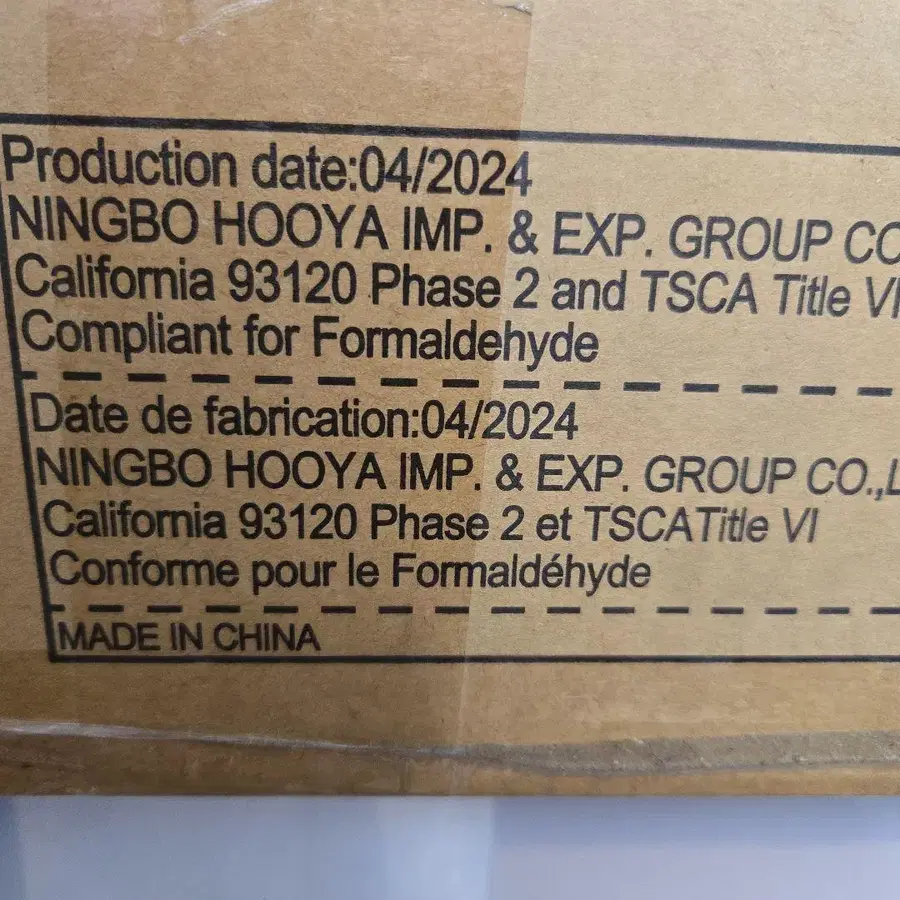 Production date:04/2024
NINGBO HOOYA IMP. & EXP. GROUP CO
California 93120 Phase 2 and TSCA Title VI
Compliant for Formaldehyde
Date de fabrication:04/2024
NINGBO HOOYA IMP. & EXP. GROUP CO.,L
California 93120 Phase 2 et TSCATitle VI
Conforme pour le Formaldéhyde
MADE IN CHINA